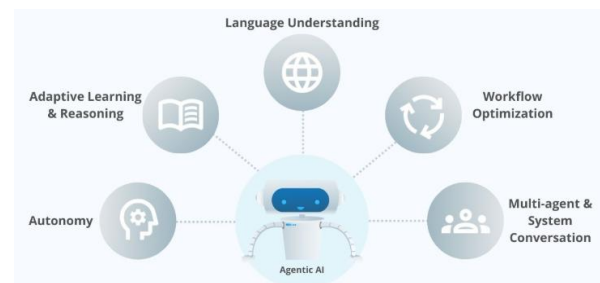 Language Understanding
Adaptive Learning
& Reasoning
Workflow
Optimization
Autonomy
Multi-agent &
System
Conversation
Agentic AI